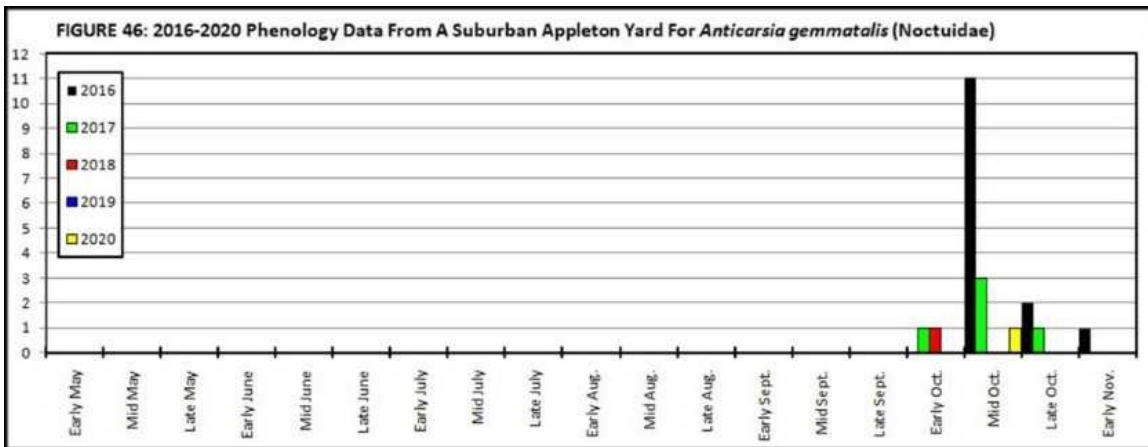 FIGURE 46: 2016-2020 Phenology Data From A Suburban Appleton Yard For Anticarsia gemmatalis (Noctuidae)
12
11
10
9
8
7
6
5
4
3
2
1
0
2016
2017
2018
2019
2020
Early May
Mid May
Late May
Early June
Mid June
Late June
Early July
Mid July
Late July
Early Aug.
Mid Aug.
Late Aug.
Early Sept.
Mid Sept.
Late Sept.
Early Oct.
Mid Oct.
Late Oct.
Early Nov.